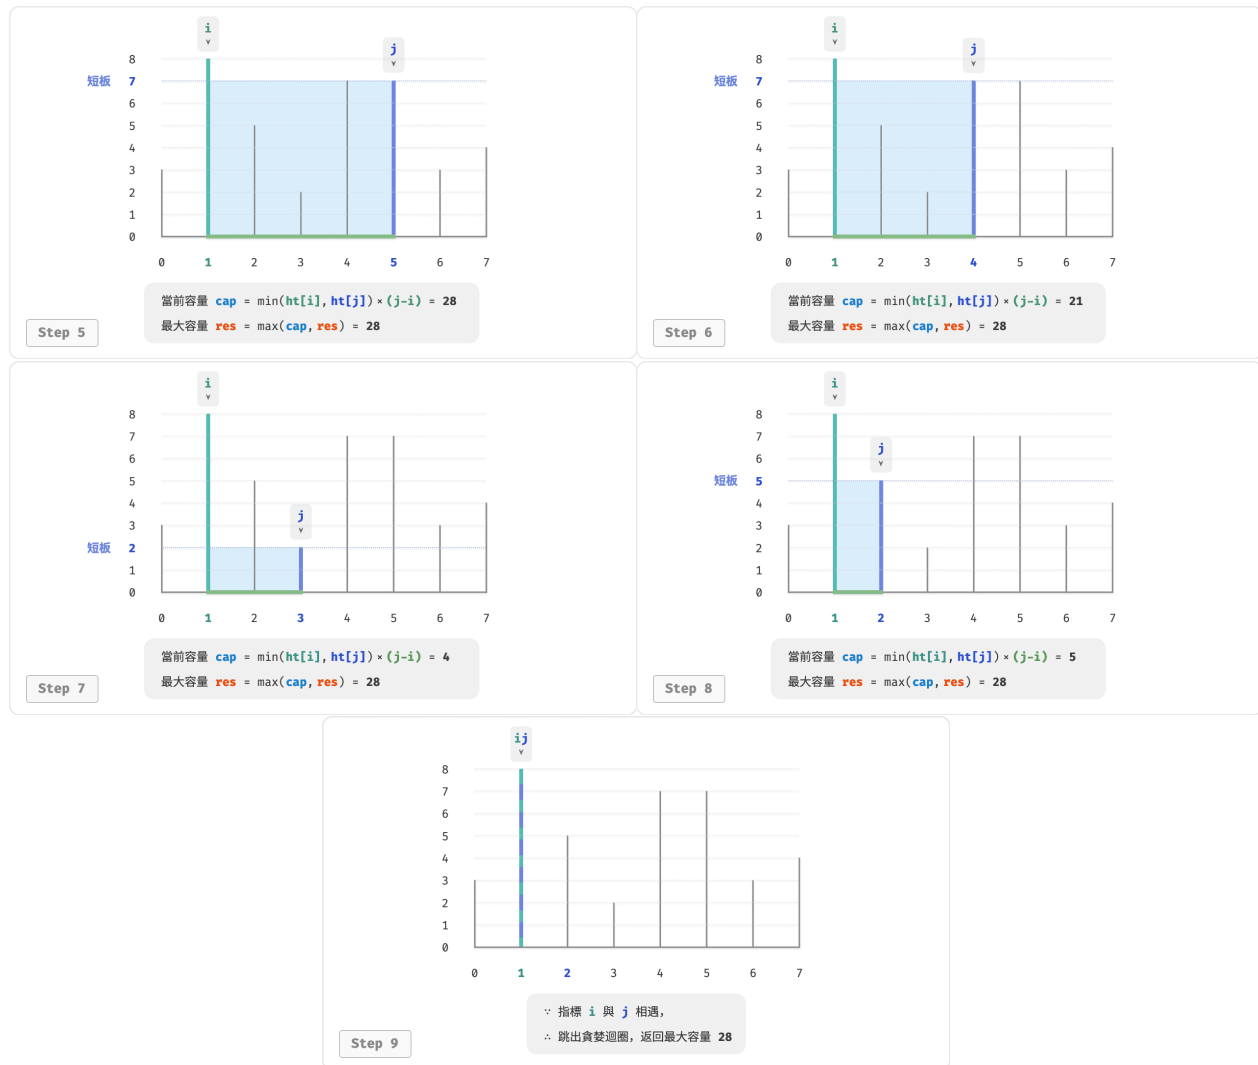 i
j
8
短板 7
6
5
4
3
2
1
0
0 1 2 3 4 5 6 7
當前容量 cap = min(ht[i], ht[j]) × (j-i) = 28
最大容量 res = max(cap, res) = 28
Step 5
i
j
8
短板 7
6
5
4
3
2
1
0
0 1 2 3 4 5 6 7
當前容量 cap = min(ht[i], ht[j]) × (j-i) = 21
最大容量 res = max(cap, res) = 28
Step 6
i
8
7
6
5
4
j
3
短板 2
1
0
0 1 2 3 4 5 6 7
當前容量 cap = min(ht[i], ht[j]) × (j-i) = 4
最大容量 res = max(cap, res) = 28
Step 7
i
8
7
j
6
短板 5
4
3
2
1
0
0 1 2 3 4 5 6 7
當前容量 cap = min(ht[i], ht[j]) × (j-i) = 5
最大容量 res = max(cap, res) = 28
Step 8
ij
8
7
6
5
4
3
2
1
0
0 1 2 3 4 5 6 7
∵ 指標 i 與 j 相遇，
∴ 跳出貪婪迴圈，返回最大容量 28
Step 9